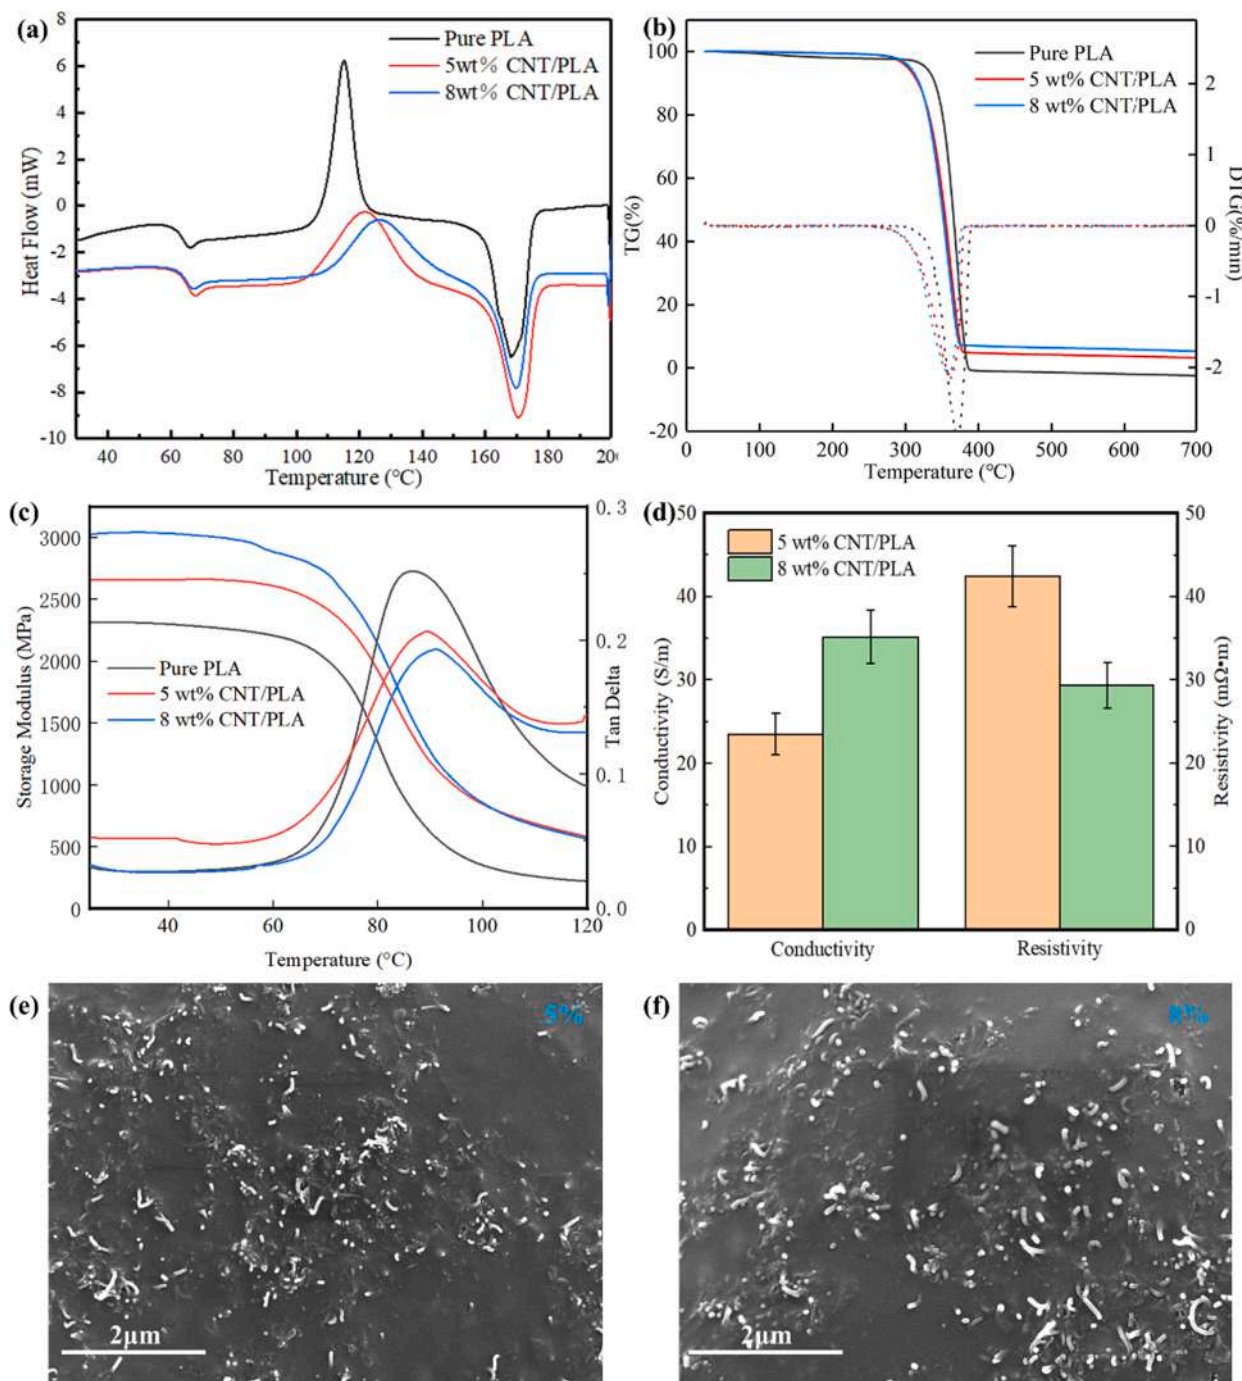 (a)
8
6
4
2
0
-2
-4
-6
-8
-10
Heat Flow (mW)
Pure PLA
5wt% CNT/PLA
8wt% CNT/PLA
40 60 80 100 120 140 160 180 20
Temperature (°C)
(b)
100
80
60
40
20
0
-20
TG(%)
Pure PLA
5 wt% CNT/PLA
8 wt% CNT/PLA
2
1
0
-1
-2
DTG(%/min)
0 100 200 300 400 500 600 700
Temperature (°C)
(c)
3000
2500
2000
1500
1000
500
0
Storage Modulus (MPa)
Pure PLA
5 wt% CNT/PLA
8 wt% CNT/PLA
0.3
0.2
0.1
0.0
Tan Delta
40 60 80 100 120
Temperature (°C)
(d)
50
40
30
20
10
0
Conductivity (S/m)
5 wt% CNT/PLA
8 wt% CNT/PLA
50
40
30
20
10
0
Resistivity (mΩ•m)
Conductivity Resistivity
(e)
5%
2μm
(f)
8%
2μm